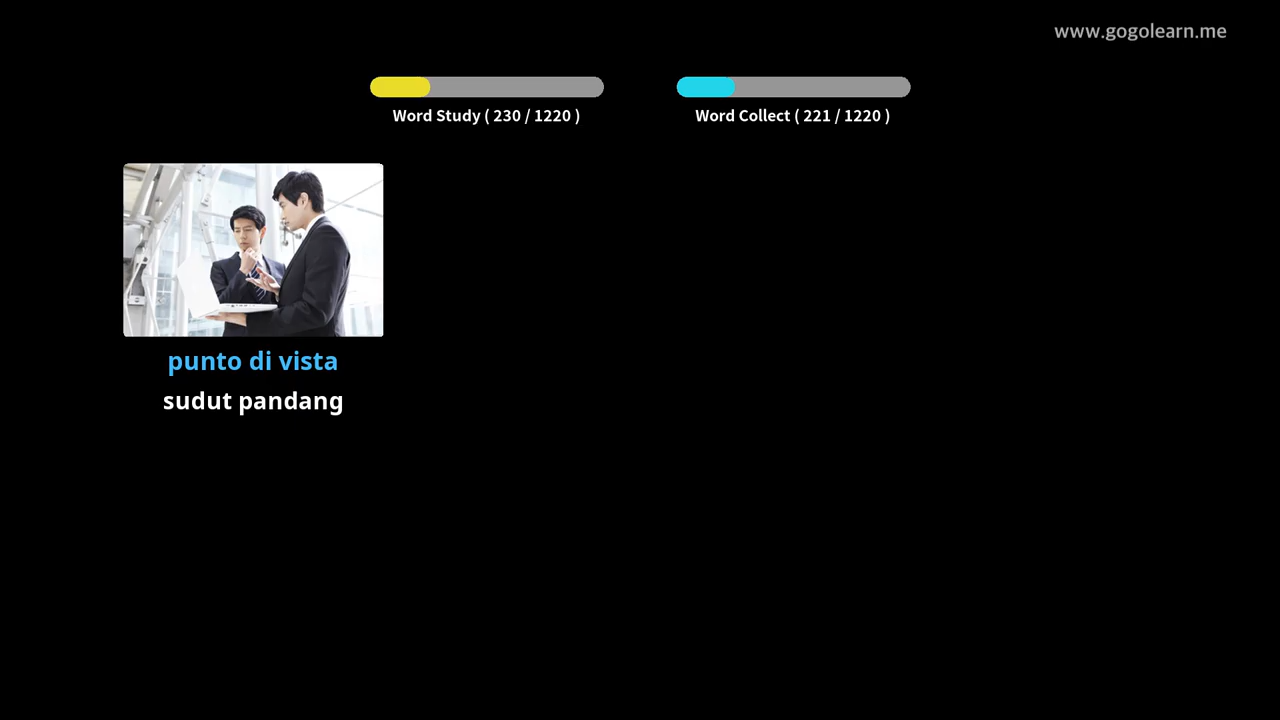 www.gogolearn.me
Word Study ( 230 / 1220 )
Word Collect ( 221 / 1220 )
punto di vista
sudut pandang